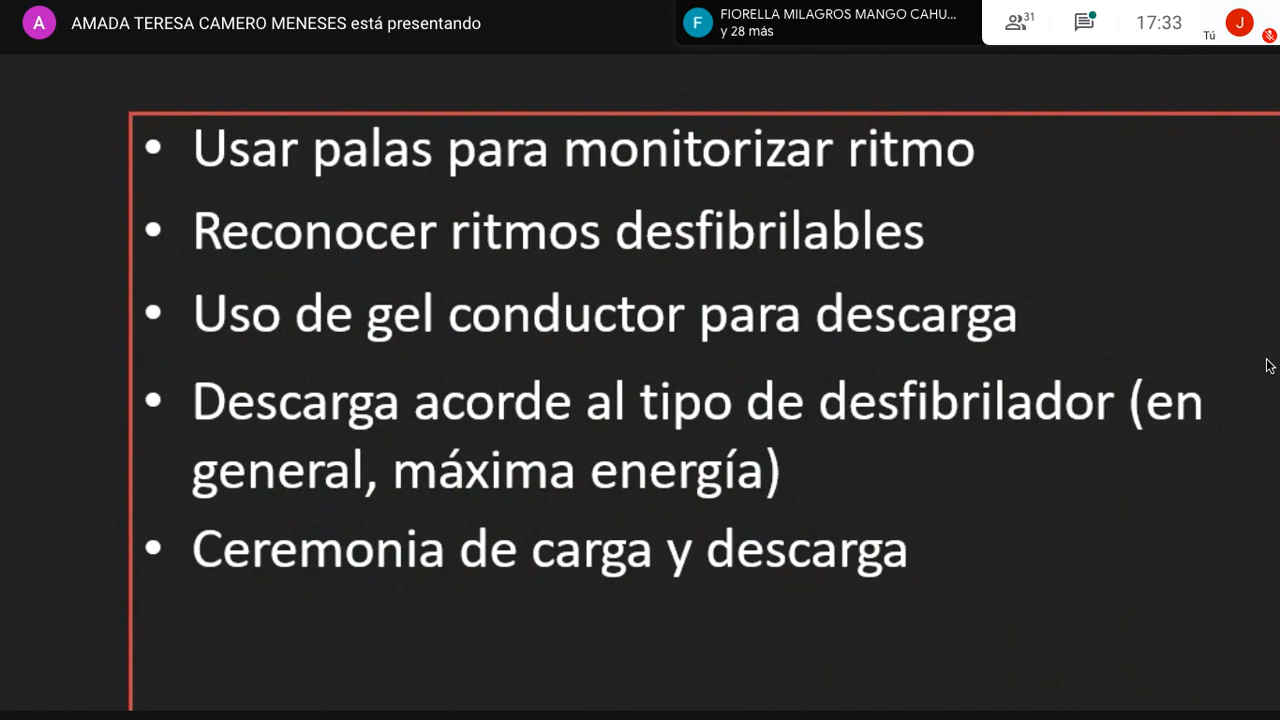 A AMADA TERESA CAMERO MENESES está presentando
F FIORELLA MILAGROS MANGO CAHU...
y 28 más
31
17:33
Tú
J
• Usar palas para monitorizar ritmo
• Reconocer ritmos desfibrilables
• Uso de gel conductor para descarga
• Descarga acorde al tipo de desfibrilador (en
general, máxima energía)
• Ceremonia de carga y descarga